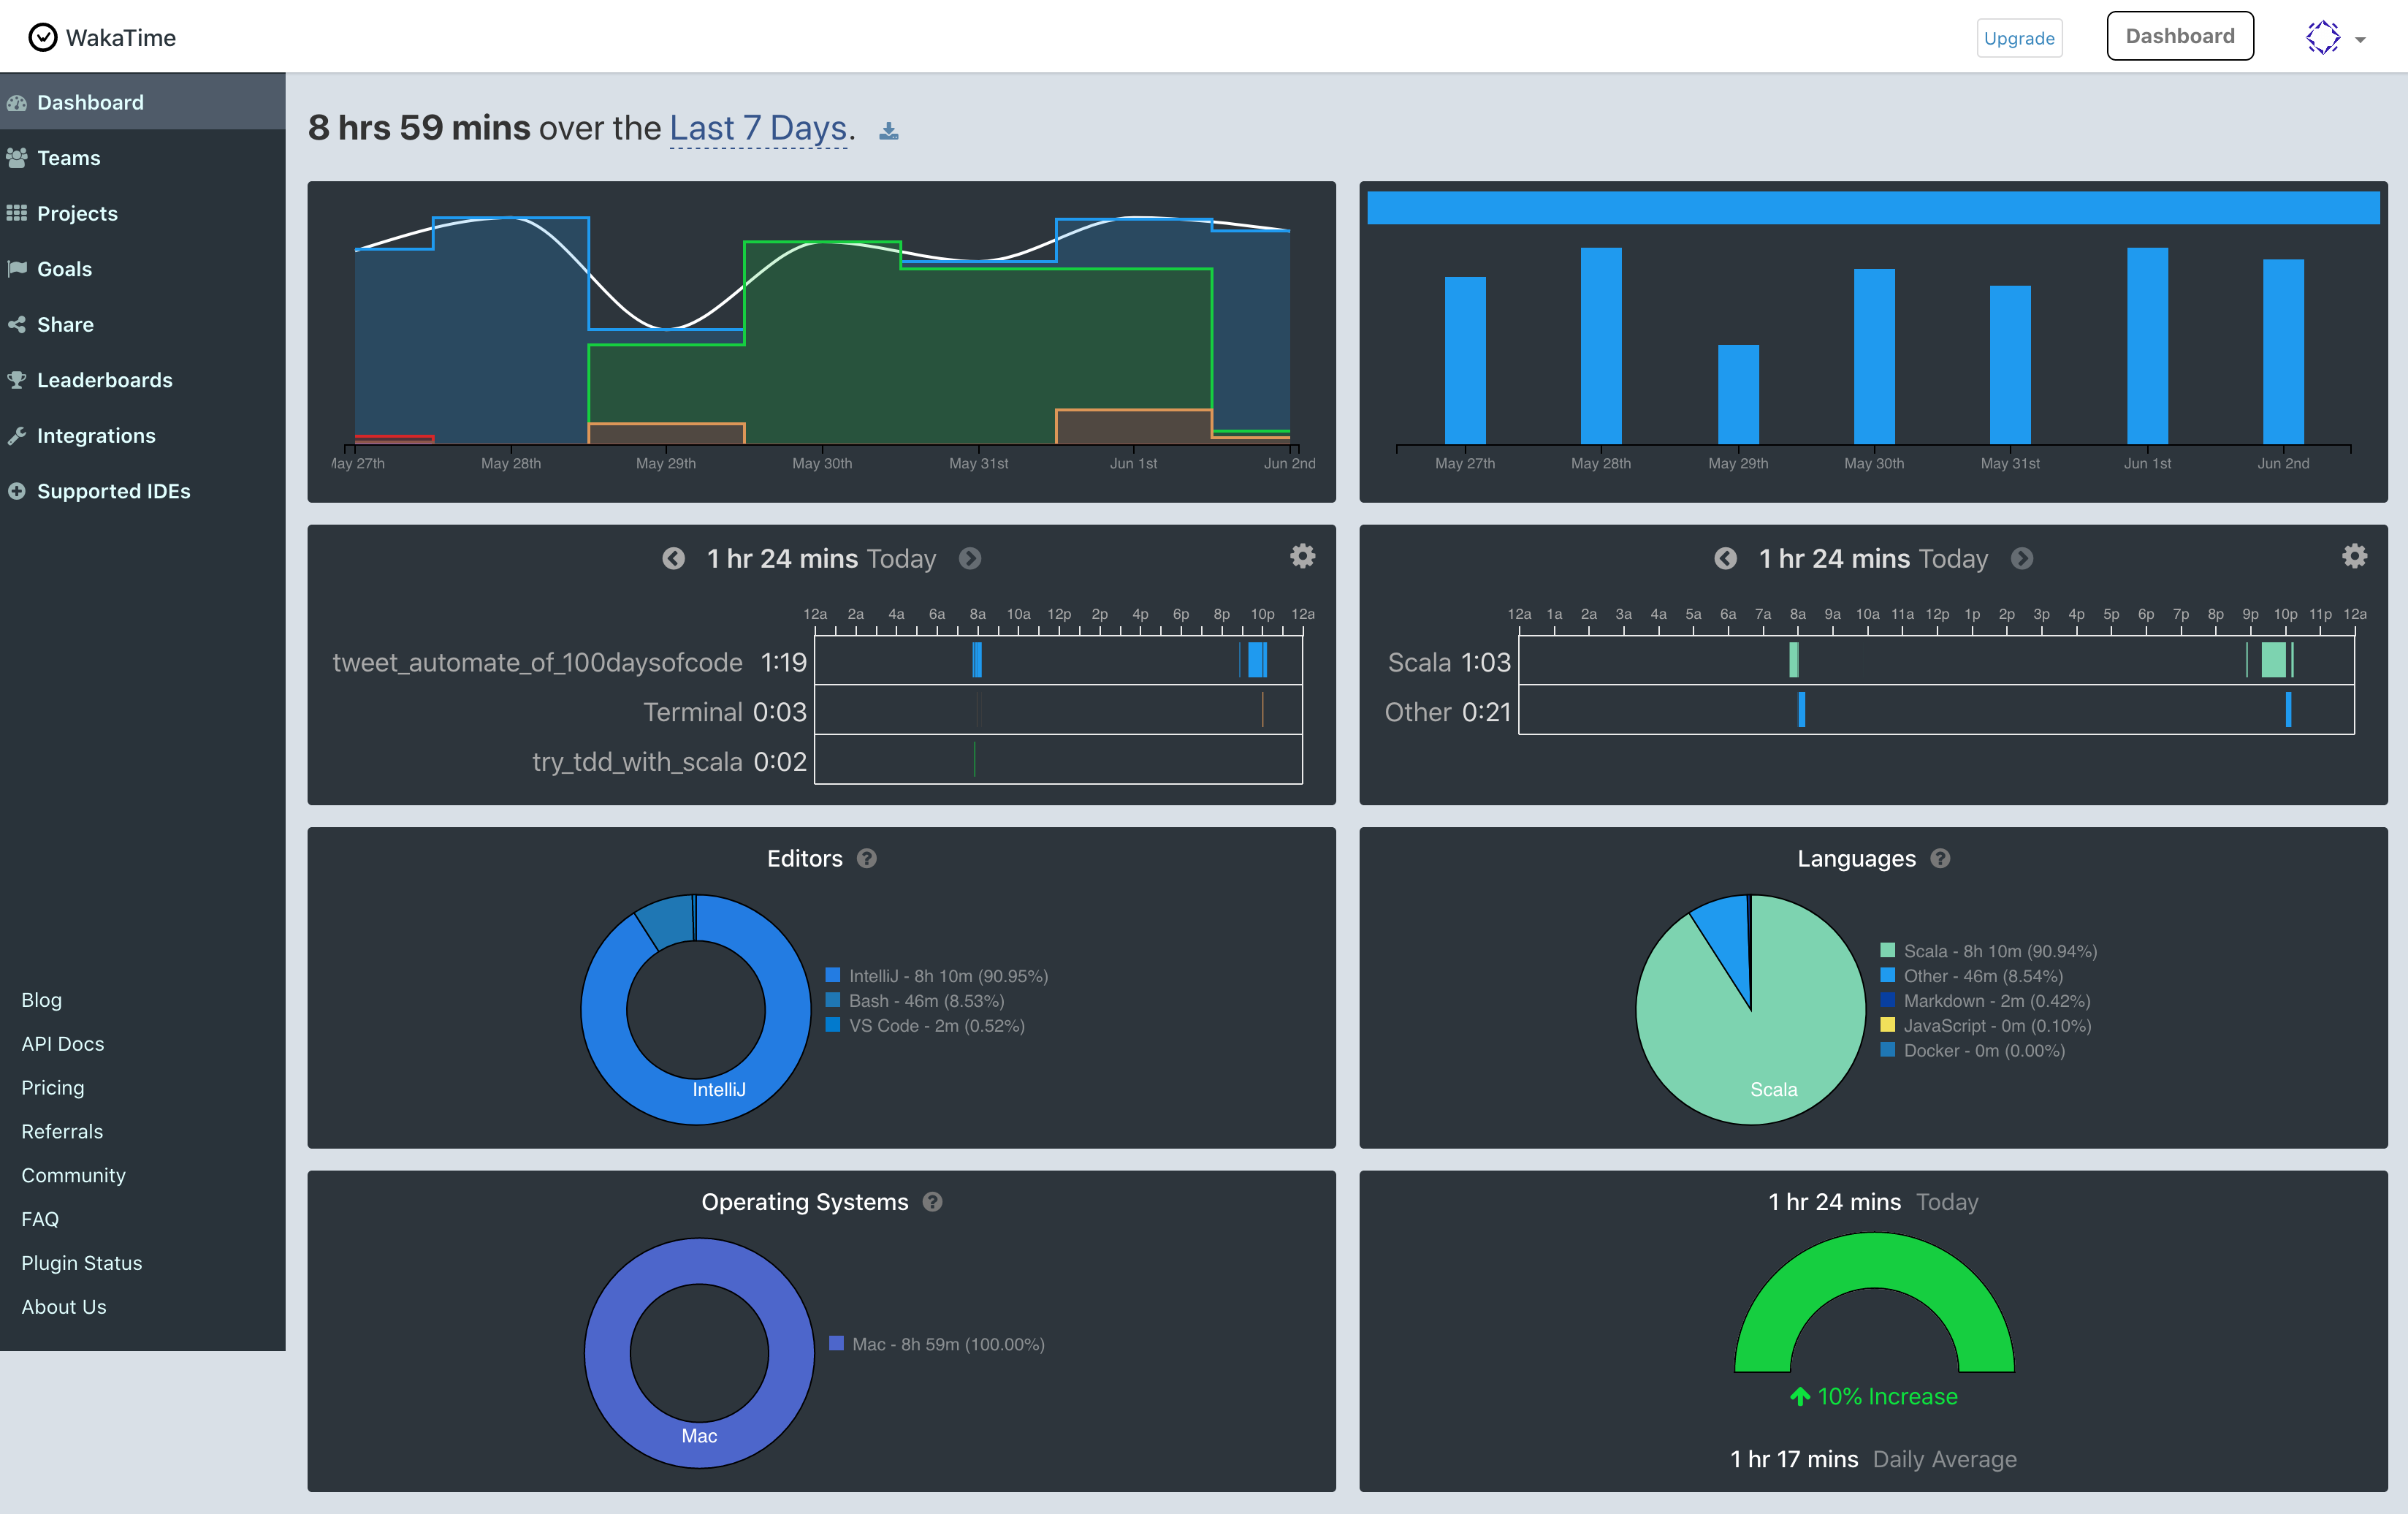 WakaTime
Upgrade
Dashboard
Dashboard
Teams
Projects
Goals
Share
Leaderboards
Integrations
Supported IDEs
Blog
API Docs
Pricing
Referrals
Community
FAQ
Plugin Status
About Us
8 hrs 59 mins over the Last 7 Days.
May 27th May 28th May 29th May 30th May 31st Jun 1st Jun 2nd
May 27th May 28th May 29th May 30th May 31st Jun 1st Jun 2nd
1 hr 24 mins Today
12a 2a 4a 6a 8a 10a 12p 2p 4p 6p 8p 10p 12a
tweet_automate_of_100daysofcode 1:19
Terminal 0:03
try_tdd_with_scala 0:02
1 hr 24 mins Today
12a 1a 2a 3a 4a 5a 6a 7a 8a 9a 10a 11a 12p 1p 2p 3p 4p 5p 6p 7p 8p 9p 10p 11p 12a
Scala 1:03
Other 0:21
Editors
IntelliJ - 8h 10m (90.95%)
Bash - 46m (8.53%)
VS Code - 2m (0.52%)
IntelliJ
Languages
Scala - 8h 10m (90.94%)
Other - 46m (8.54%)
Markdown - 2m (0.42%)
JavaScript - 0m (0.10%)
Docker - 0m (0.00%)
Scala
Operating Systems
Mac - 8h 59m (100.00%)
Mac
1 hr 24 mins Today
10% Increase
1 hr 17 mins Daily Average